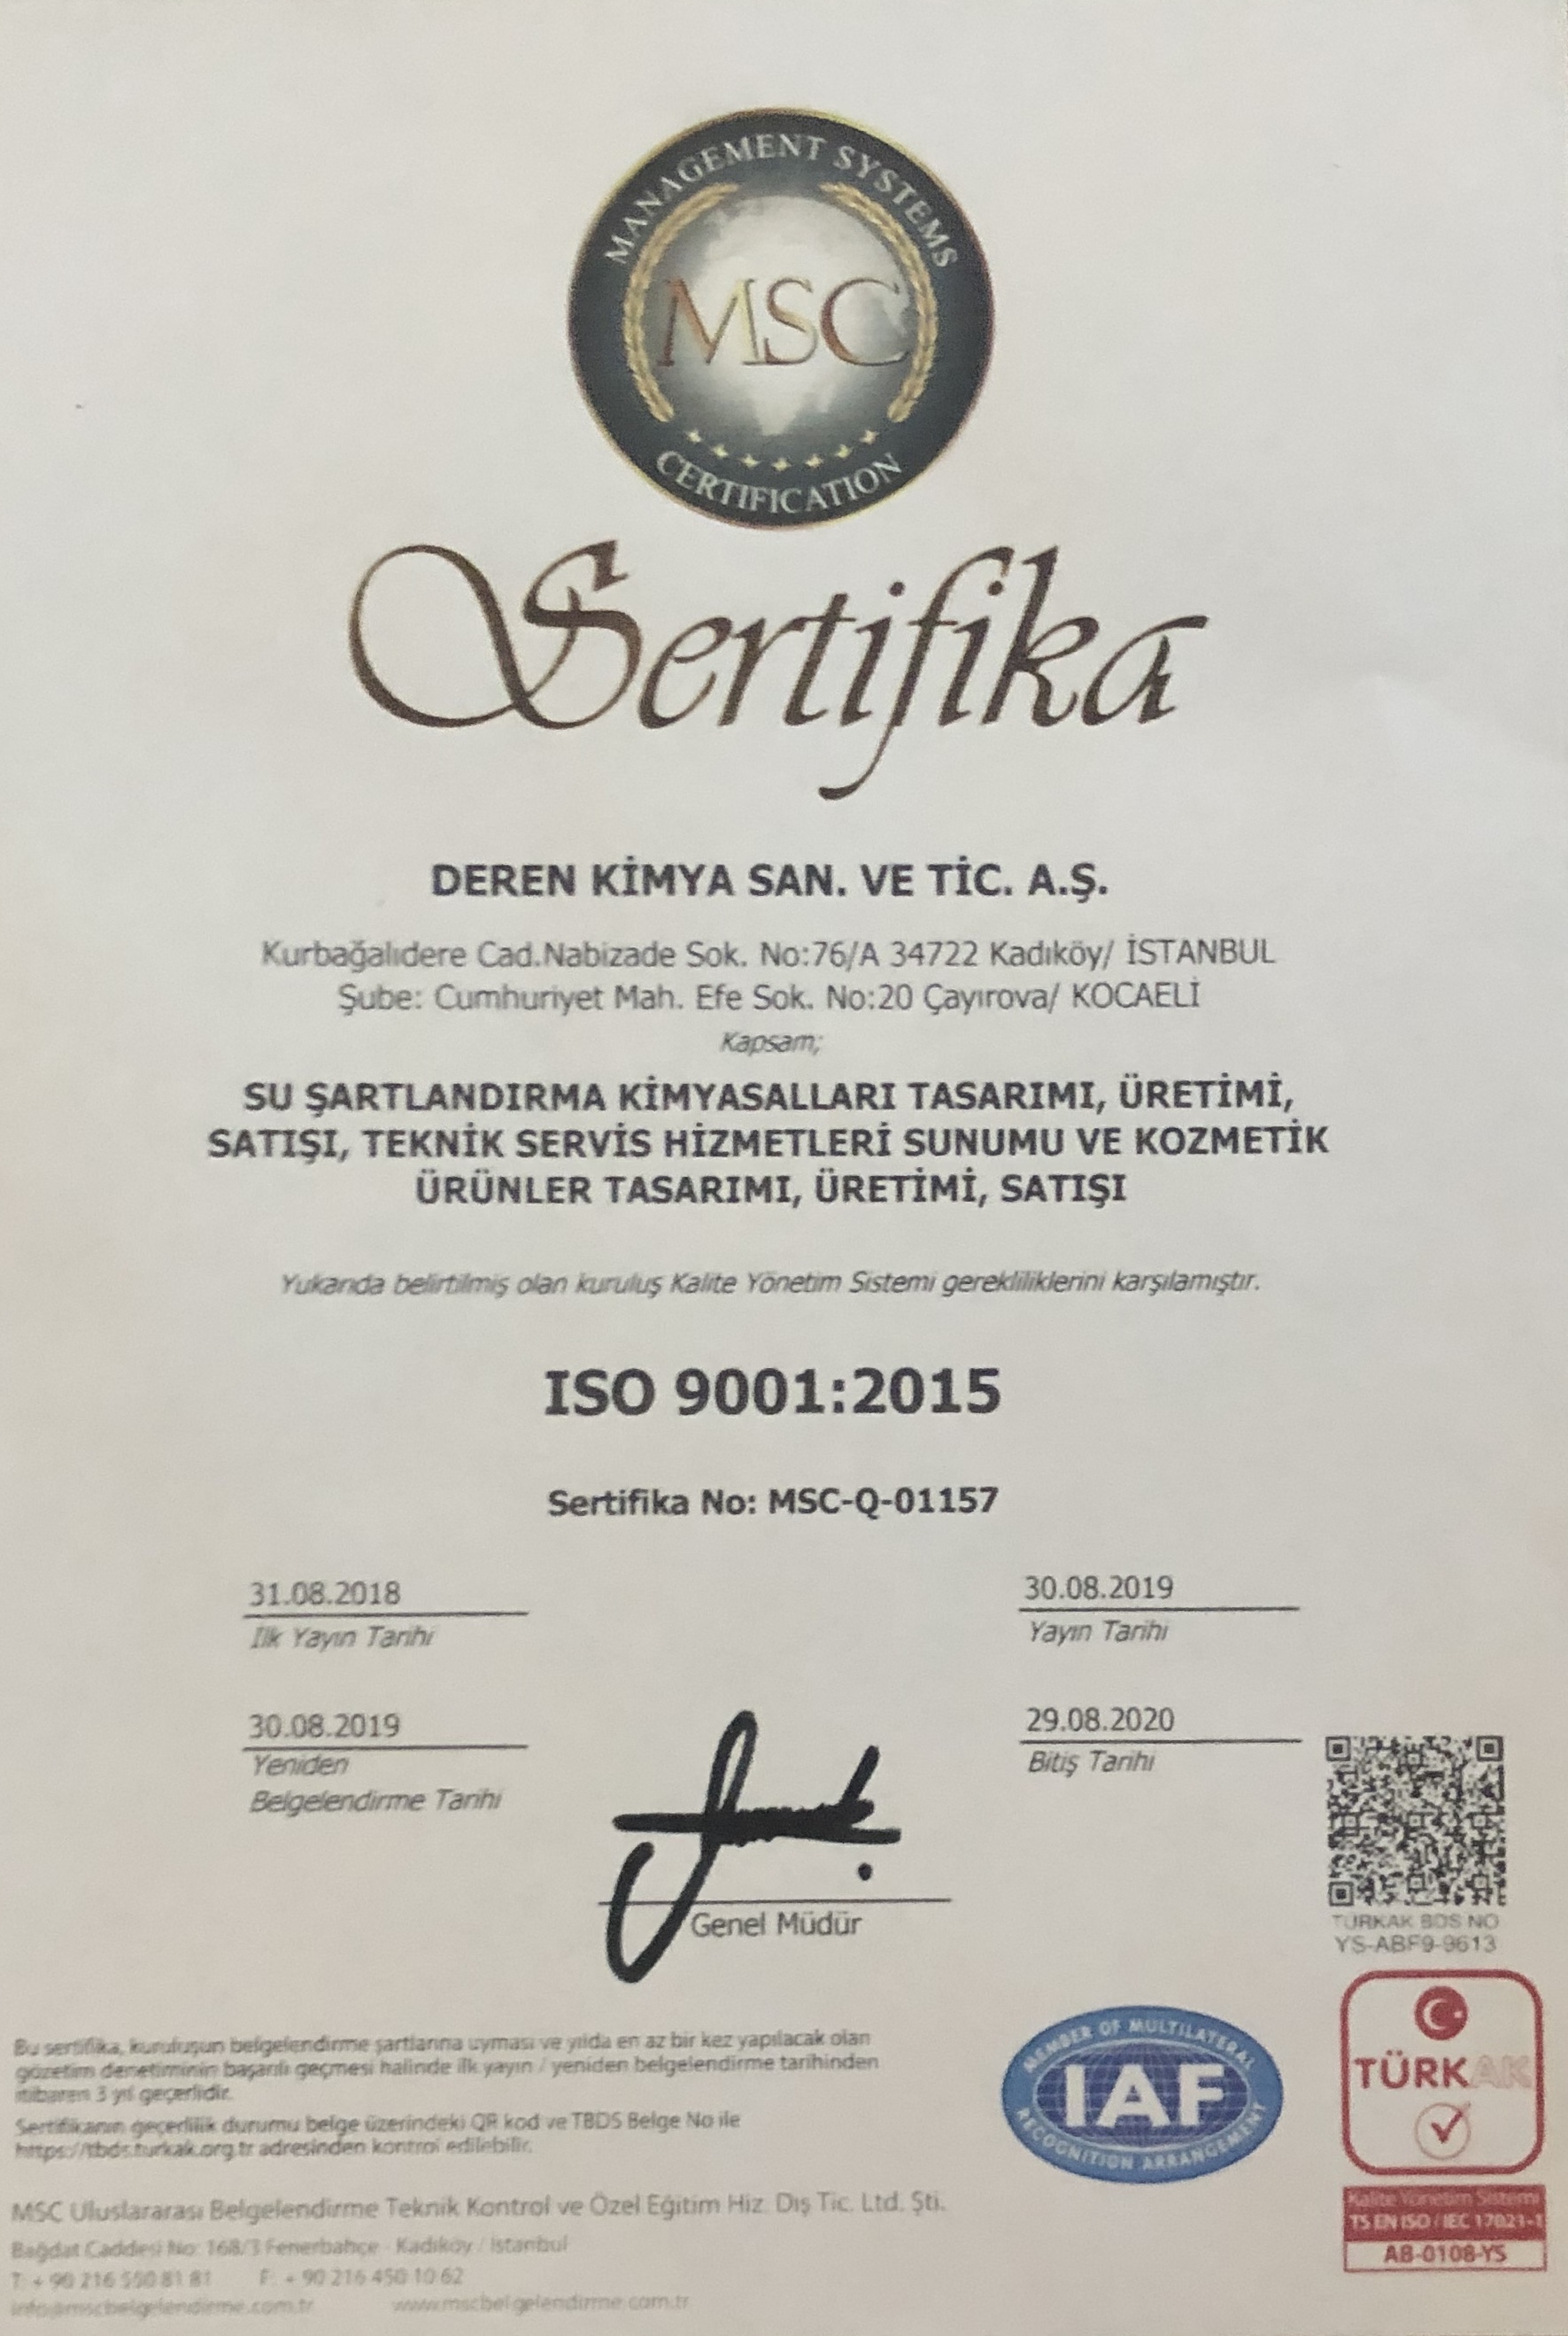 MANAGEMENT SYSTEMS
MSC
CERTIFICATION
Sertifika
DEREN KİMYA SAN. VE TİC. A.Ş.
Kurbağalıdere Cad.Nabizade Sok. No:76/A 34722 Kadıköy/ İSTANBUL
Şube: Cumhuriyet Mah. Efe Sok. No:20 Çayırova/ KOCAELİ
Kapsam;
SU ŞARTLANDIRMA KİMYASALLARI TASARIMI, ÜRETİMİ,
SATIŞI, TEKNİK SERVİS HİZMETLERİ SUNUMU VE KOZMETİK
ÜRÜNLER TASARIMI, ÜRETİMİ, SATIŞI
Yukarıda belirtilmiş olan kuruluş Kalite Yönetim Sistemi gerekliliklerini karşılamıştır.
ISO 9001:2015
Sertifika No: MSC-Q-01157
31.08.2018
İlk Yayın Tarihi
30.08.2019
Yayın Tarihi
30.08.2019
Yeniden
Belgelendirme Tarihi
29.08.2020
Bitiş Tarihi
Genel Müdür
TÜRKAK BDS NO
YS-ABF9-9613
Bu sertifika, kuruluşun belgelendirme şartlarına uyması ve yılda en az bir kez yapılacak olan
gözetim denetiminin başarılı geçmesi halinde ilk yayın / yeniden belgelendirme tarihinden
itibaren 3 yıl geçerlidir.
Sertifikanın geçerlilik durumu belge üzerindeki QR kod ve TBDS Belge No ile
https://tbds.turkak.org.tr adresinden kontrol edilebilir.
MEMBER OF MULTILATERAL
IAF
RECOGNITION ARRANGEMENT
TÜRKAK
Kalite Yönetim Sistemi
TS EN ISO / IEC 17021-1
AB-0108-YS
MSC Uluslararası Belgelendirme Teknik Kontrol ve Özel Eğitim Hiz. Dış Tic. Ltd. Şti.
Bağdat Caddesi No: 168/3 Fenerbahçe - Kadıköy / İstanbul
T: + 90 216 550 81 81 F: + 90 216 450 10 62
info@mscbelgelendirme.com.tr www.mscbelgelendirme.com.tr